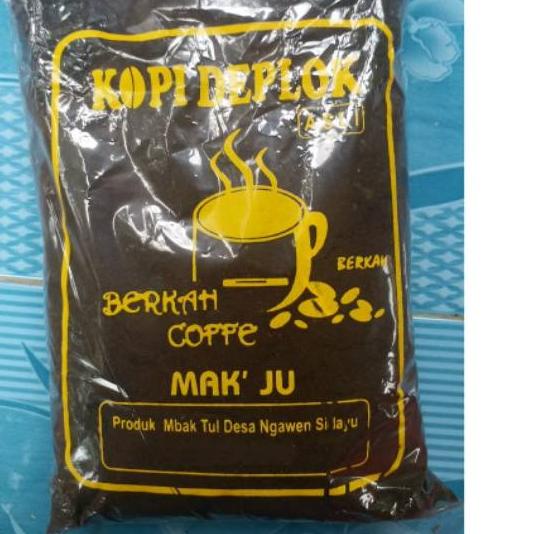 KOPI DEPLOK
ASLI
BERKAH
BERKAH
COFFE
MAK' JU
Produk Mbak Tul Desa Ngawen